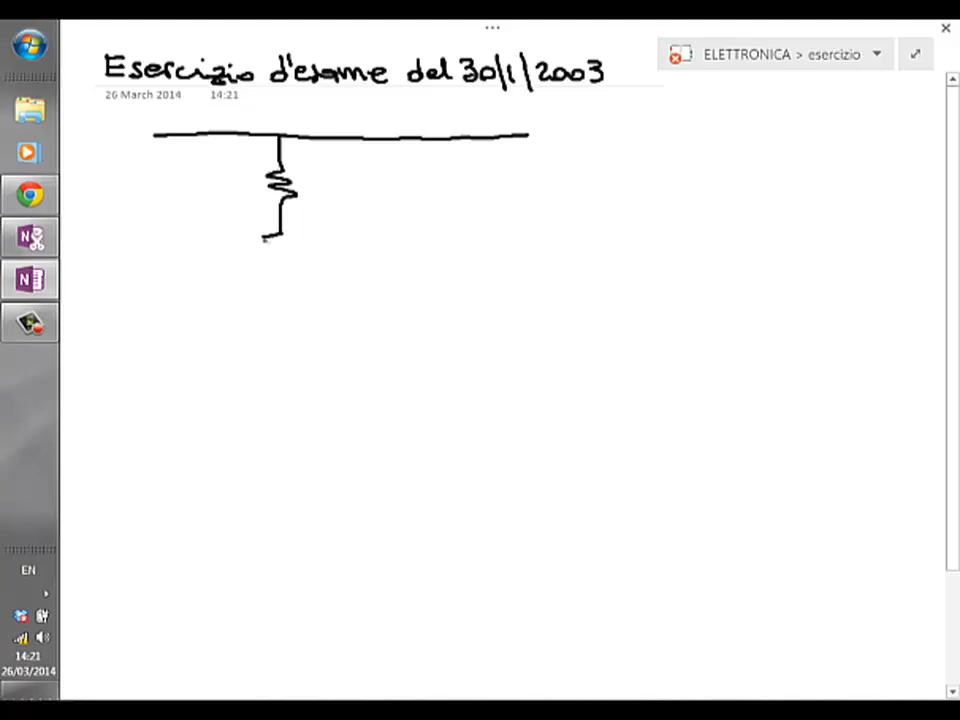 Esercizio d'esame del 30/1/2003
ELETTRONICA > esercizio
26 March 2014 14:21
EN
14:21
26/03/2014